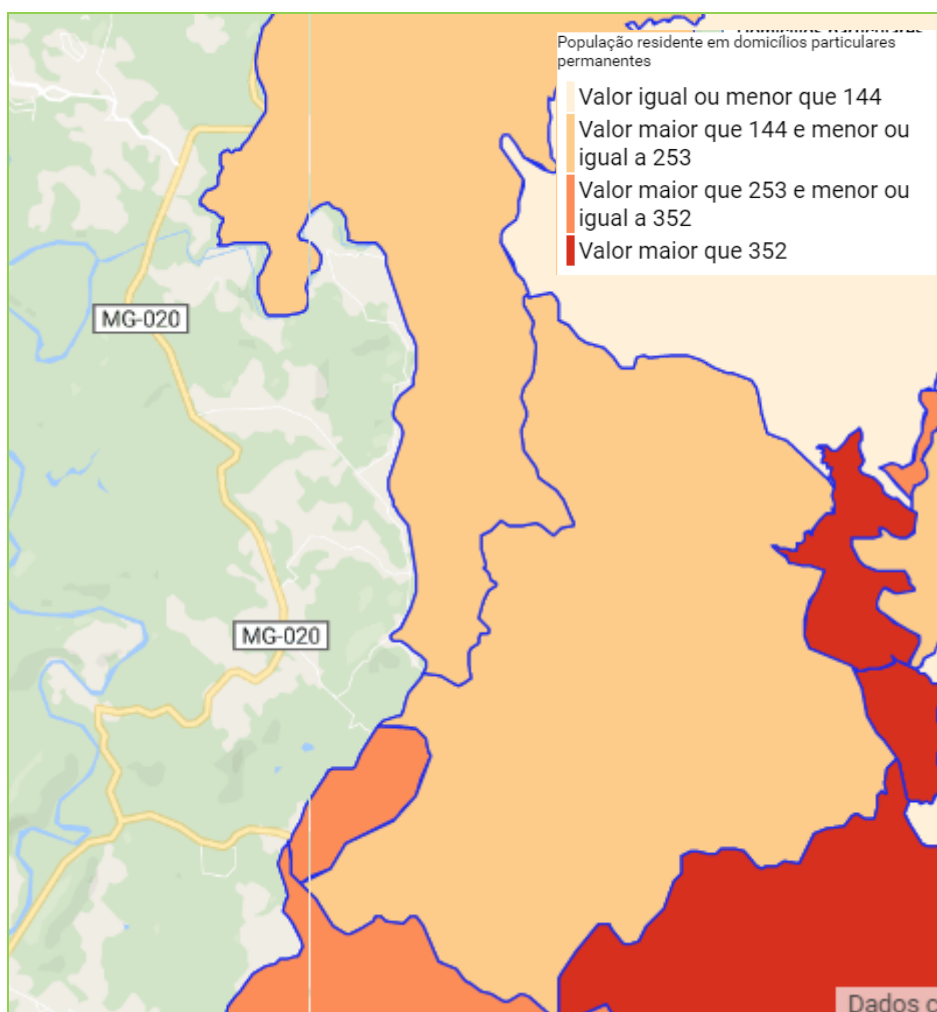 População residente em domicílios particulares
permanentes
Valor igual ou menor que 144
Valor maior que 144 e menor ou
igual a 253
Valor maior que 253 e menor ou
igual a 352
Valor maior que 352
MG-020
MG-020
Dados